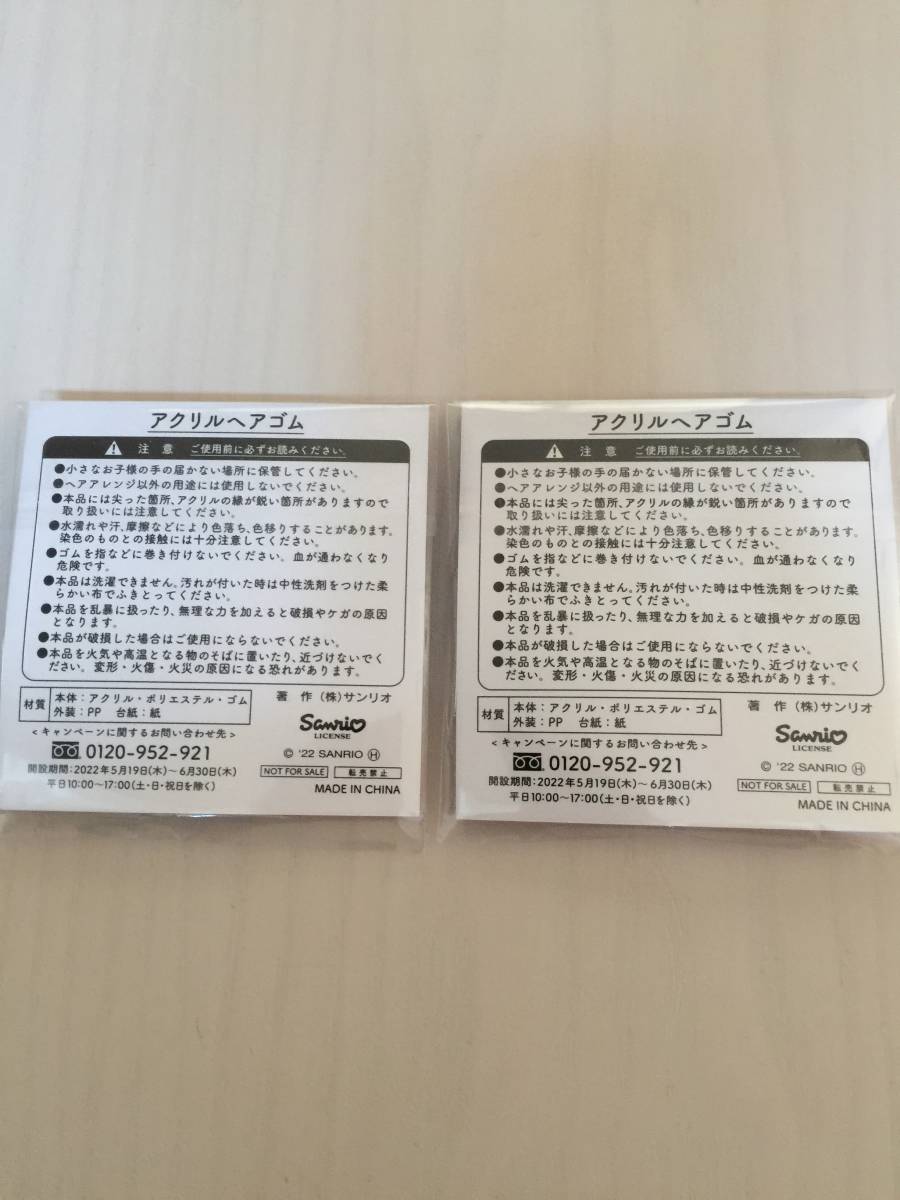 アクリルヘアゴム
注意 ご使用前に必ずお読みください。
●小さなお子様の手の届かない場所に保管してください。
●ヘアアレンジ以外の用途には使用しないでください。
●本品には尖った箇所、アクリルの縁が鋭い箇所がありますので
取り扱いには注意してください。
●水濡れや汗、摩擦などにより色落ち、色移りすることがあります。
染色のものとの接触には十分注意してください。
●ゴムを指などに巻き付けないでください。血が通わなくなり
危険です。
●本品は洗濯できません。汚れが付いた時は中性洗剤をつけた柔
らかい布でふきとってください。
●本品を乱暴に扱ったり、無理な力を加えると破損やケガの原因
となります。
●本品が破損した場合はご使用にならないでください。
●本品を火気や高温となる物のそばに置いたり、近づけないでく
ださい。変形・火傷・火災の原因になる恐れがあります。
材質 本体：アクリル・ポリエステル・ゴム
外装：PP 台紙：紙
著 作 （株）サンリオ
Sanrio
LICENSE
＜キャンペーンに関するお問い合わせ先＞
0120-952-921
© '22 SANRIO Ⓗ
開設期間：2022年5月19日(木)～6月30日(木)
NOT FOR SALE 転売禁止
平日10:00～17:00(土・日・祝日を除く)
MADE IN CHINA
アクリルヘアゴム
注意 ご使用前に必ずお読みください。
●小さなお子様の手の届かない場所に保管してください。
●ヘアアレンジ以外の用途には使用しないでください。
●本品には尖った箇所、アクリルの縁が鋭い箇所がありますので
取り扱いには注意してください。
●水濡れや汗、摩擦などにより色落ち、色移りすることがあります。
染色のものとの接触には十分注意してください。
●ゴムを指などに巻き付けないでください。血が通わなくなり
危険です。
●本品は洗濯できません。汚れが付いた時は中性洗剤をつけた柔
らかい布でふきとってください。
●本品を乱暴に扱ったり、無理な力を加えると破損やケガの原因
となります。
●本品が破損した場合はご使用にならないでください。
●本品を火気や高温となる物のそばに置いたり、近づけないでく
ださい。変形・火傷・火災の原因になる恐れがあります。
材質 本体：アクリル・ポリエステル・ゴム
外装：PP 台紙：紙
著 作 （株）サンリオ
Sanrio
LICENSE
＜キャンペーンに関するお問い合わせ先＞
0120-952-921
© '22 SANRIO Ⓗ
開設期間：2022年5月19日(木)～6月30日(木)
NOT FOR SALE 転売禁止
平日10:00～17:00(土・日・祝日を除く)
MADE IN CHINA